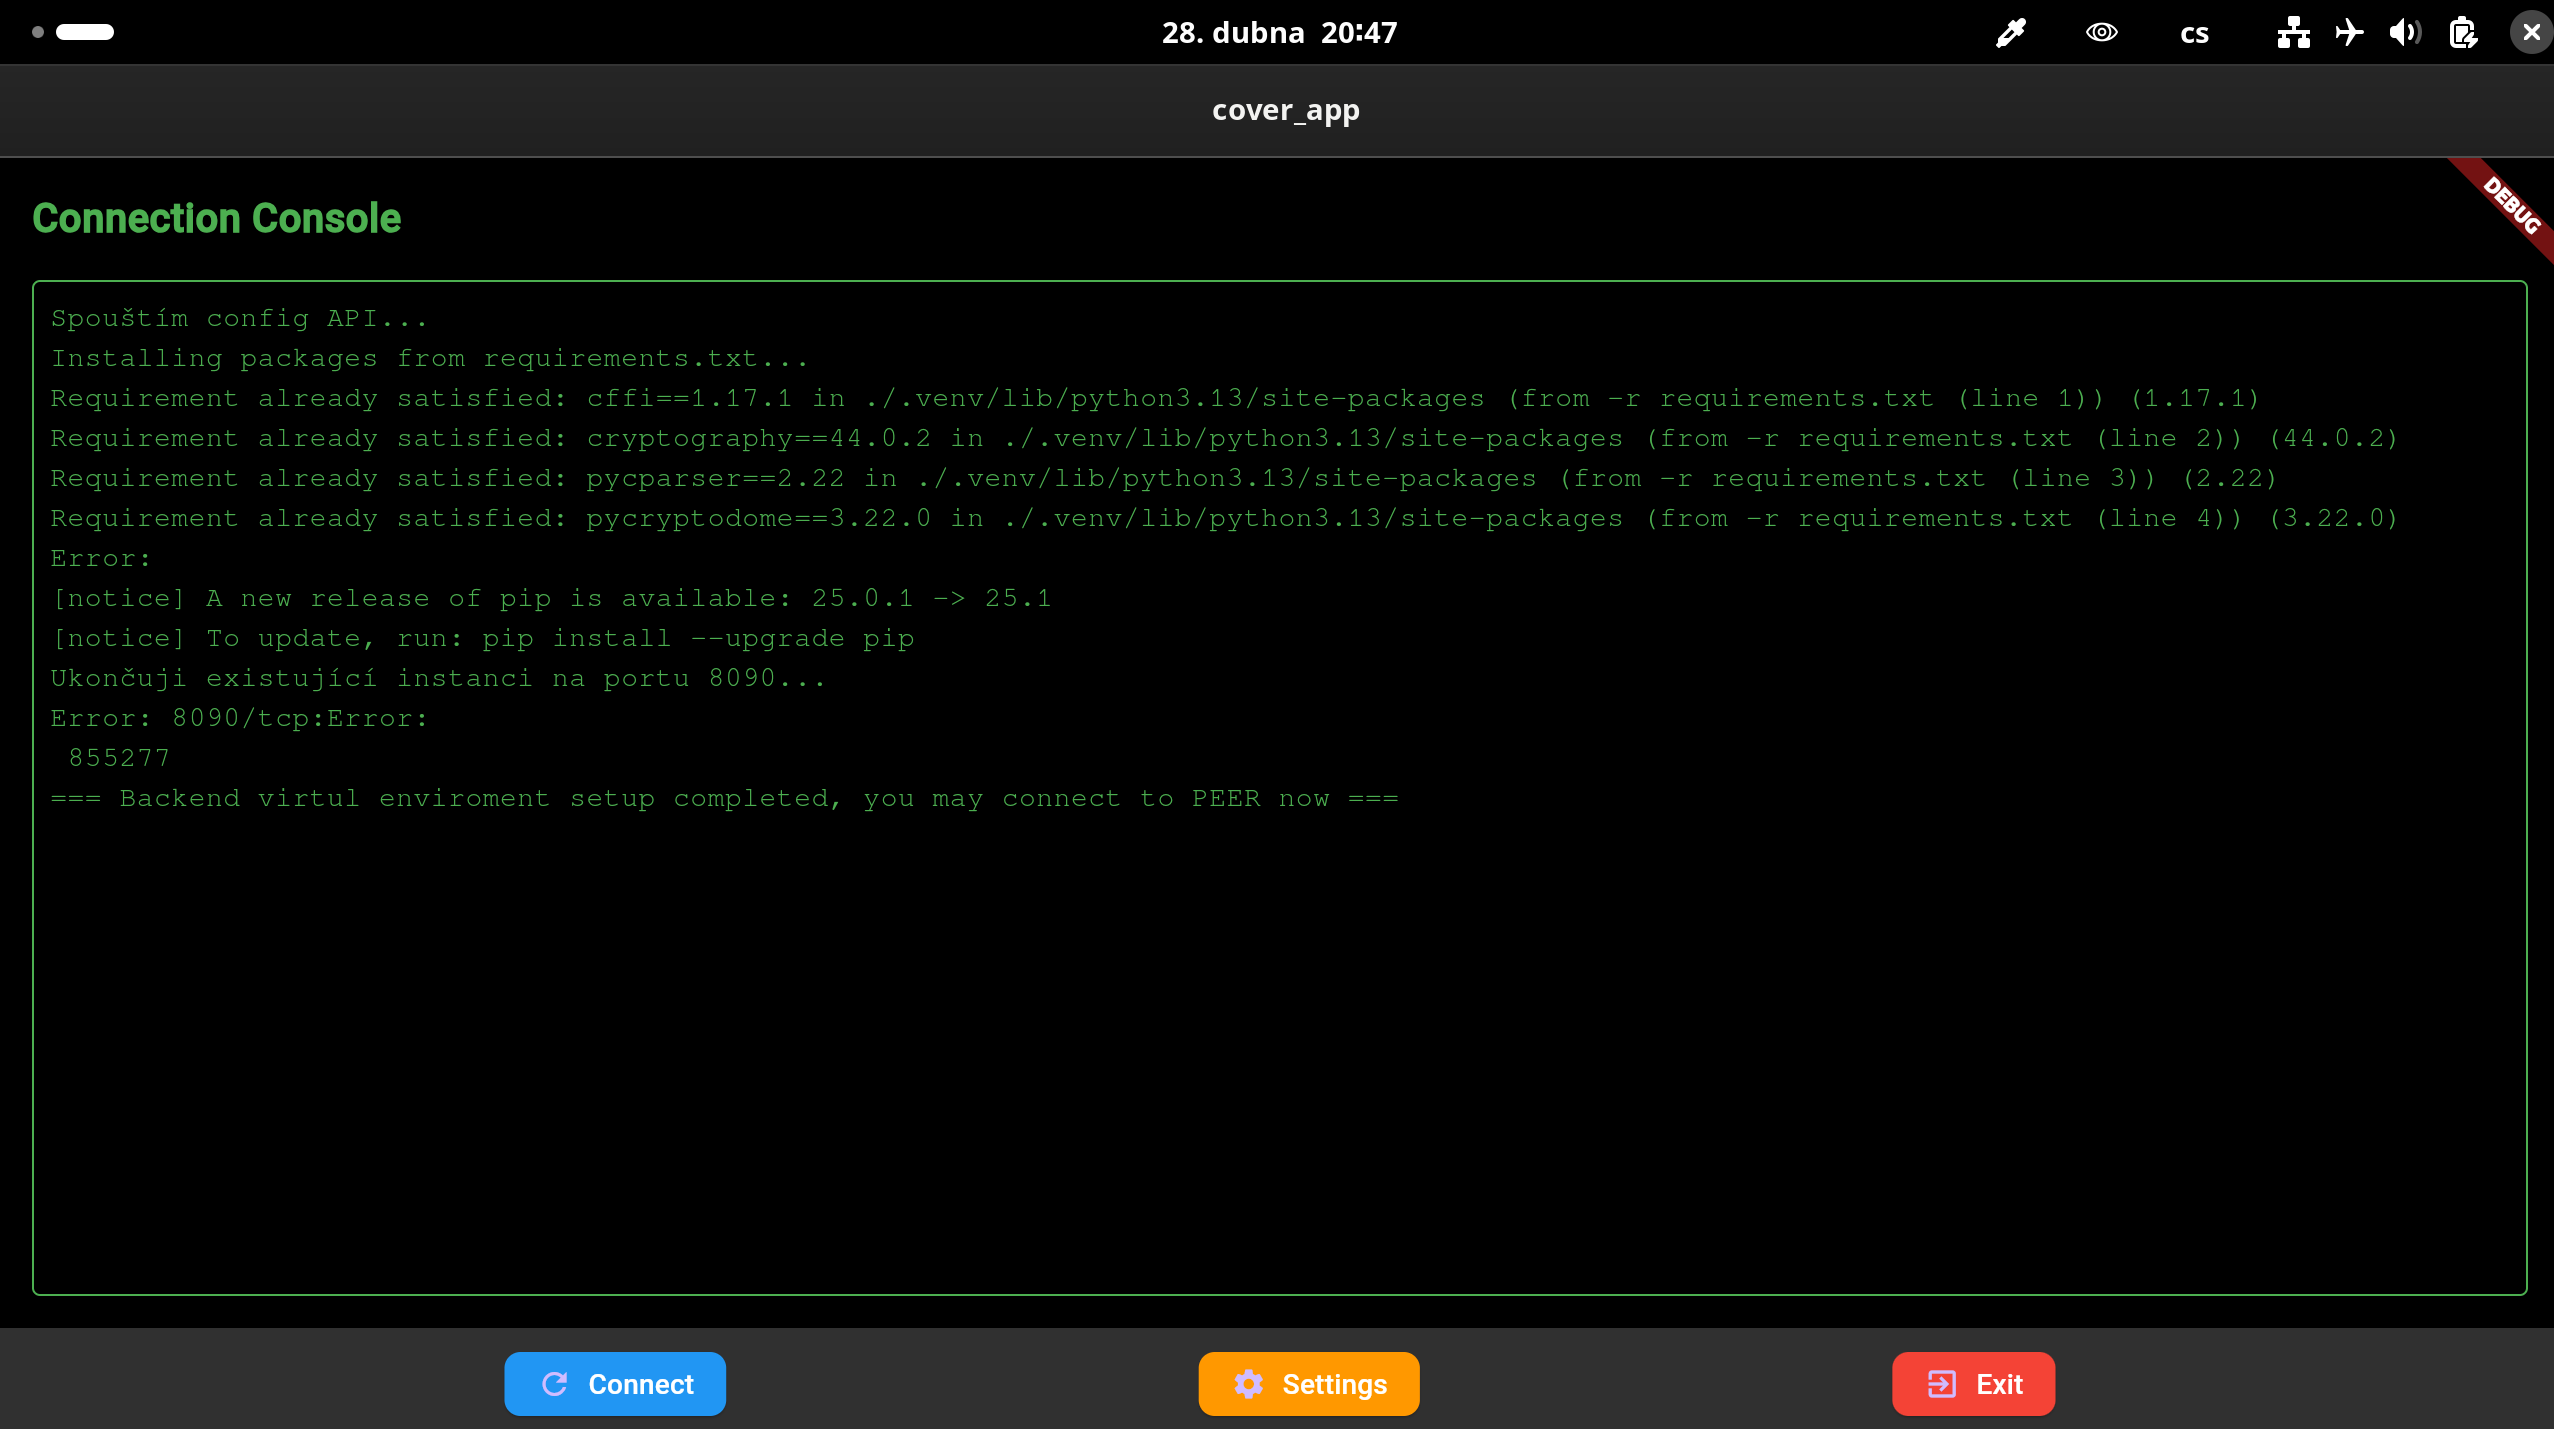 28. dubna 20:47
cs
cover_app
DEBUG
Connection Console
Spouštím config API...
Installing packages from requirements.txt...
Requirement already satisfied: cffi==1.17.1 in ./.venv/lib/python3.13/site-packages (from -r requirements.txt (line 1)) (1.17.1)
Requirement already satisfied: cryptography==44.0.2 in ./.venv/lib/python3.13/site-packages (from -r requirements.txt (line 2)) (44.0.2)
Requirement already satisfied: pycparser==2.22 in ./.venv/lib/python3.13/site-packages (from -r requirements.txt (line 3)) (2.22)
Requirement already satisfied: pycryptodome==3.22.0 in ./.venv/lib/python3.13/site-packages (from -r requirements.txt (line 4)) (3.22.0)
Error:
[notice] A new release of pip is available: 25.0.1 -> 25.1
[notice] To update, run: pip install --upgrade pip
Ukončuji existující instanci na portu 8090...
Error: 8090/tcp:Error:
855277
=== Backend virtul enviroment setup completed, you may connect to PEER now ===
Connect
Settings
Exit